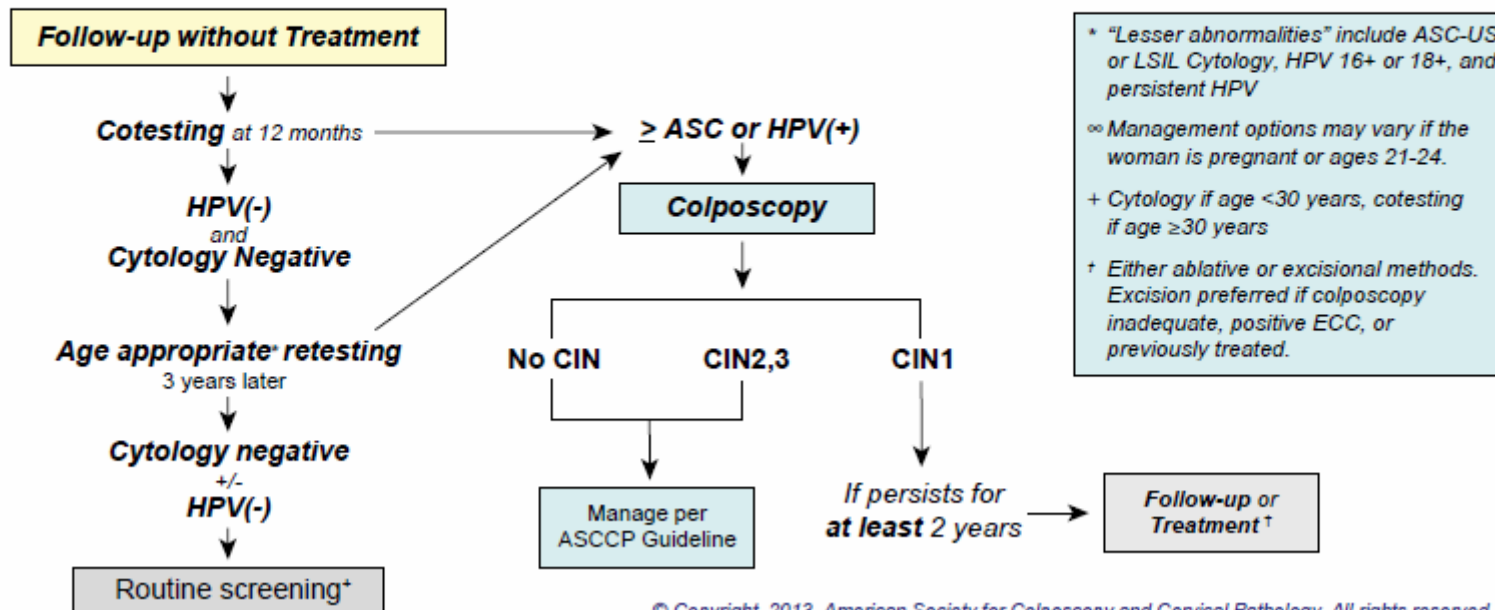 Follow-up without Treatment
Cotesting at 12 months
HPV(-)
and
Cytology Negative
Age appropriate* retesting
3 years later
Cytology negative
+/-
HPV(-)
Routine screening+
≥ ASC or HPV(+)
Colposcopy
No CIN
CIN2,3
CIN1
Manage per
ASCCP Guideline
If persists for
at least 2 years
Follow-up or
Treatment †
* "Lesser abnormalities" include ASC-US
or LSIL Cytology, HPV 16+ or 18+, and
persistent HPV
∞ Management options may vary if the
woman is pregnant or ages 21-24.
+ Cytology if age <30 years, cotesting
if age ≥30 years
† Either ablative or excisional methods.
Excision preferred if colposcopy
inadequate, positive ECC, or
previously treated.
© Copyright, 2013, American Society for Colposcopy and Cervical Pathology. All rights reserved